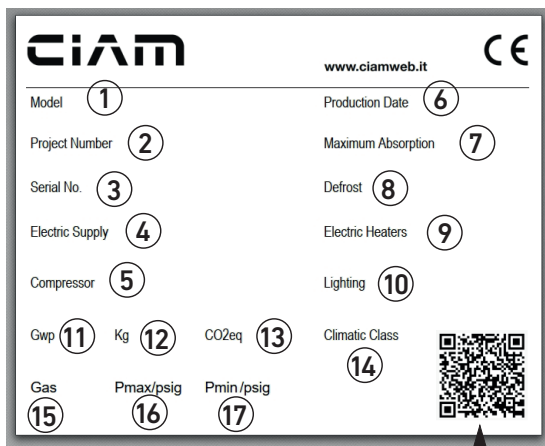 CIAM
www.ciamweb.it CE
Model 1 Production Date 6
Project Number 2 Maximum Absorption 7
Serial No. 3 Defrost 8
Electric Supply 4 Electric Heaters 9
Compressor 5 Lighting 10
Gwp 11 Kg 12 CO2eq 13 Climatic Class 14
Gas 15 Pmax/psig 16 Pmin/psig 17